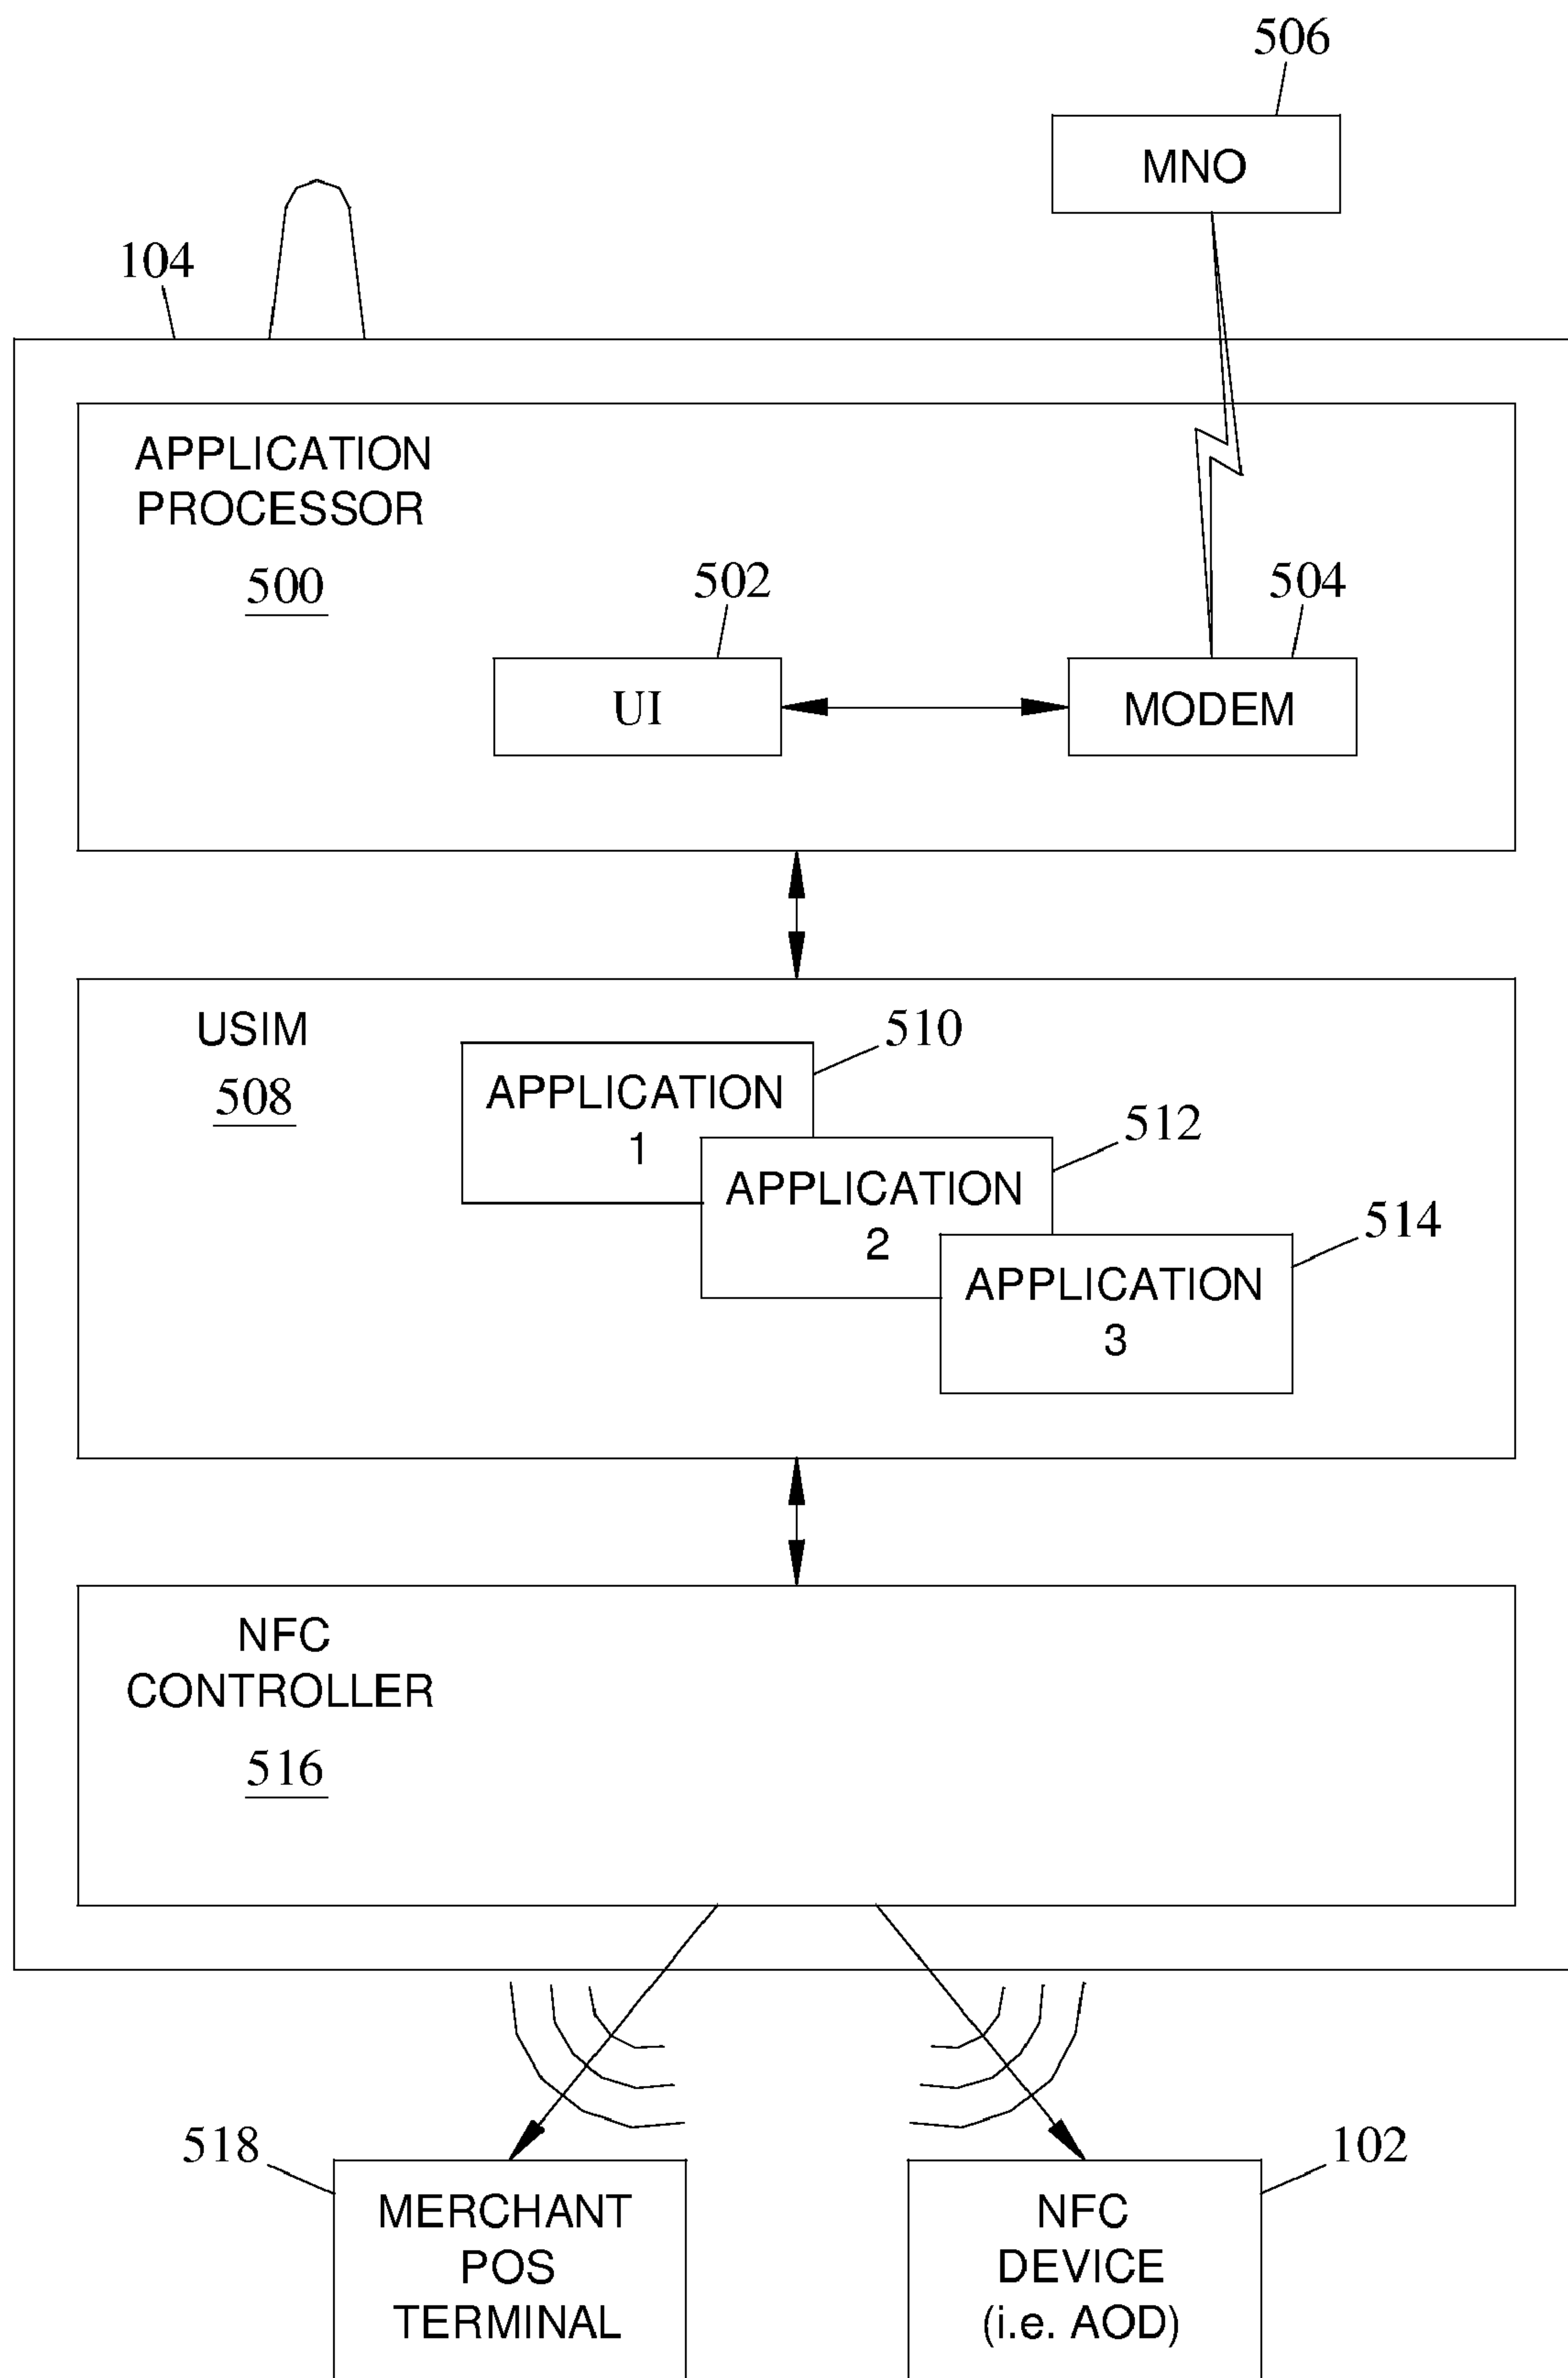 506
MNO
104
APPLICATION
PROCESSOR
500
502
504
UI
MODEM
USIM
508
510
APPLICATION
1
512
APPLICATION
2
514
APPLICATION
3
NFC
CONTROLLER
516
518
MERCHANT
POS
TERMINAL
102
NFC
DEVICE
(i.e. AOD)